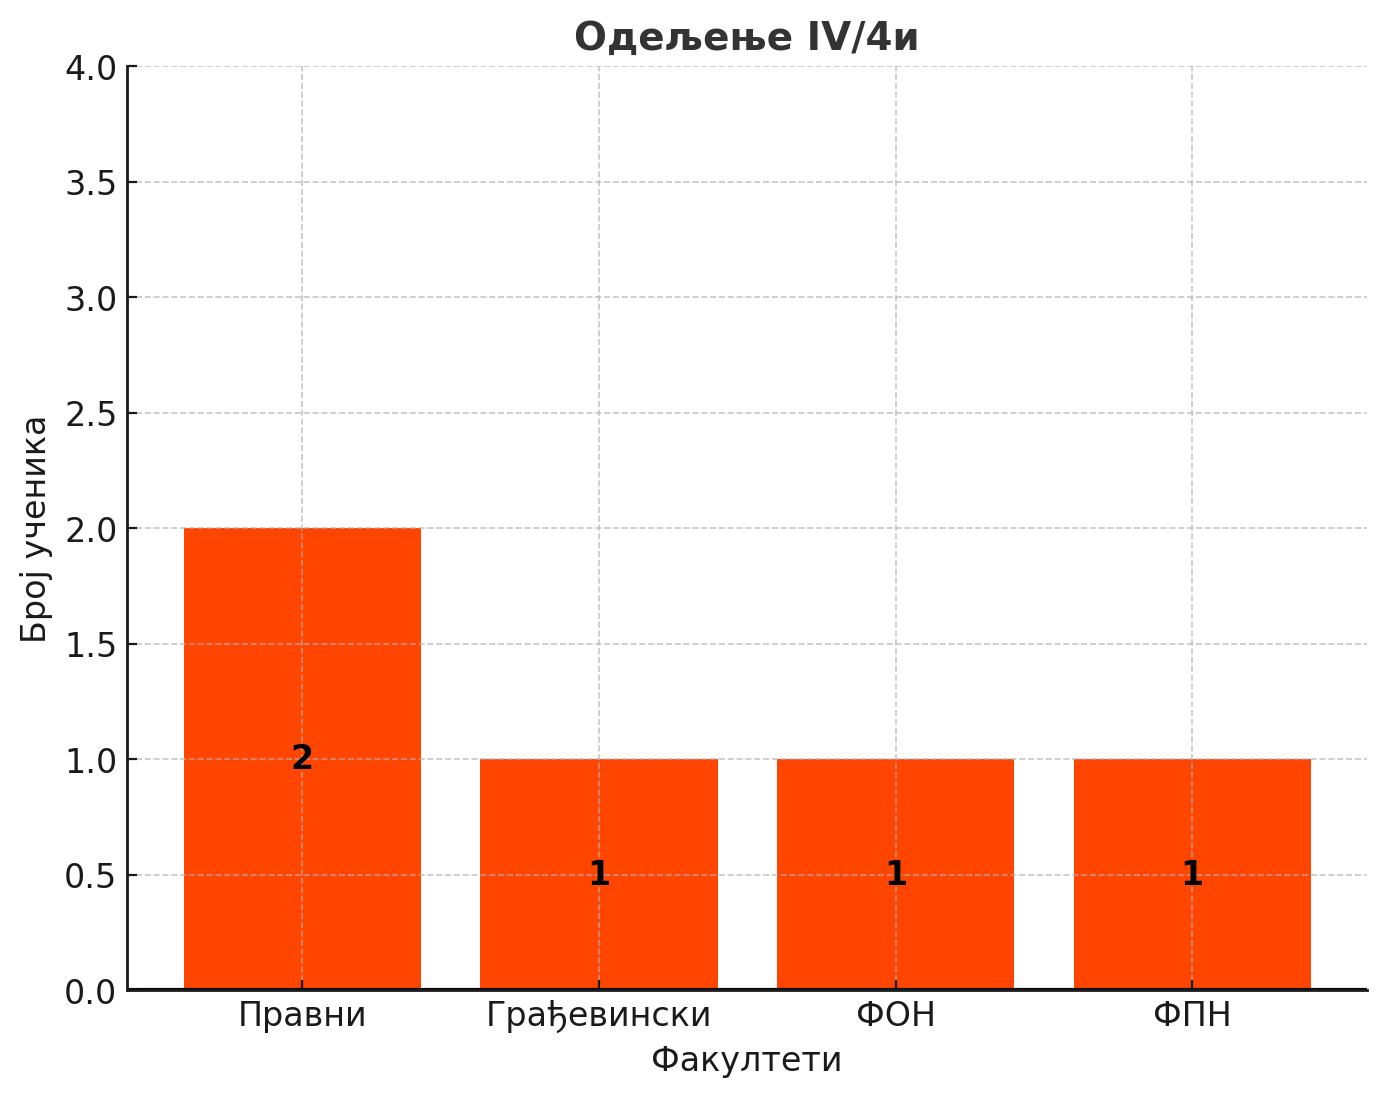 Одељење IV/4и
4.0
3.5
3.0
2.5
2.0
1.5
1.0
0.5
0.0
Број ученика
2
1
1
1
Правни
Грађевински
ФОН
ФПН
Факултети